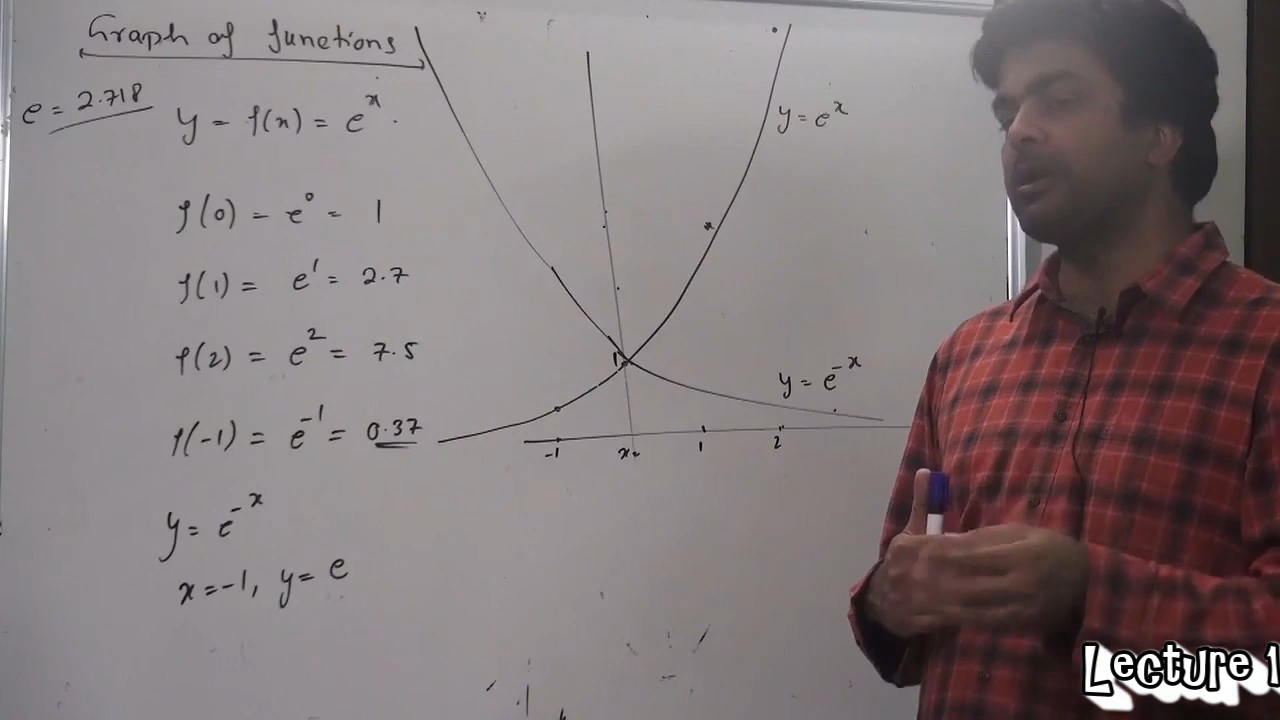 Graph of functions
e = 2.718
y = f(x) = e^x.
f(0) = e^0 = 1
f(1) = e^1 = 2.7
f(2) = e^2 = 7.5
f(-1) = e^-1 = 0.37
y = e^-x
x=-1, y= e
y= e^x
y= e^-x
1
-1
1
2
Lecture 1